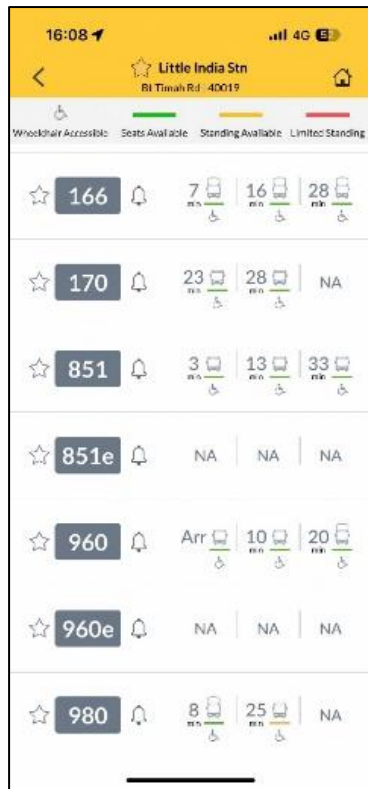 16:08 4G
Little India Stn
Bt Timah Rd 40019
Wheelchair Accessible Seats Available Standing Available Limited Standing
166 7 min 16 min 28 min
170 23 min 28 min NA
851 3 min 13 min 33 min
851e NA NA NA
960 Arr 10 min 20 min
960e NA NA NA
980 8 min 25 min NA